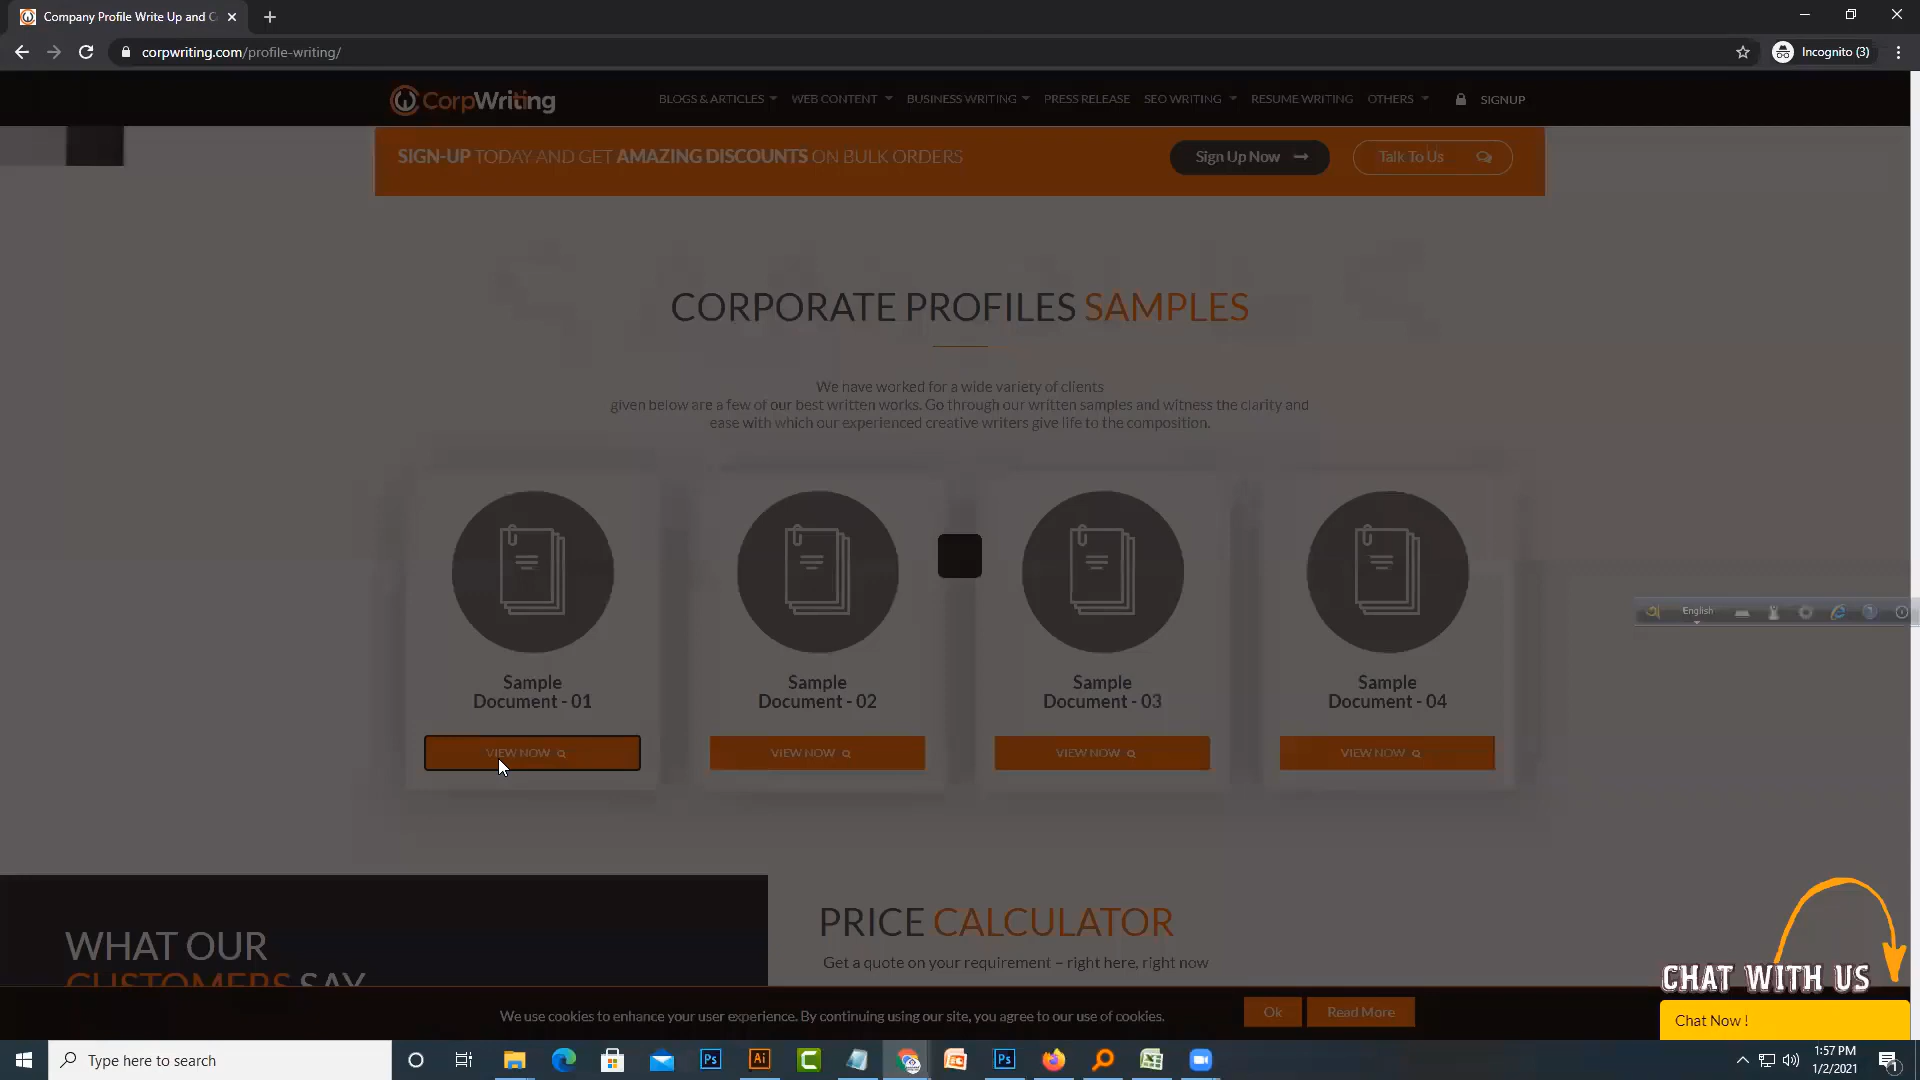 Company Profile Write Up and C
corpwriting.com/profile-writing/
Incognito (3)
CorpWriting
BLOGS & ARTICLES
WEB CONTENT
BUSINESS WRITING
PRESS RELEASE
SEO WRITING
RESUME WRITING
OTHERS
SIGNUP
SIGN-UP TODAY AND GET AMAZING DISCOUNTS ON BULK ORDERS
Sign Up Now
Talk To Us
CORPORATE PROFILES SAMPLES
We have worked for a wide variety of clients
given below are a few of our best written works. Go through our written samples and witness the clarity and
ease with which our experienced creative writers give life to the composition.
Sample
Document - 01
VIEW NOW
Sample
Document - 02
VIEW NOW
Sample
Document - 03
VIEW NOW
Sample
Document - 04
VIEW NOW
English
WHAT OUR
CUSTOMERS SAY
PRICE CALCULATOR
Get a quote on your requirement – right here, right now
CHAT WITH US
Chat Now !
We use cookies to enhance your user experience. By continuing using our site, you agree to our use of cookies.
Ok
Read More
Type here to search
Ps
Ai
C
Ps
1:57 PM
1/2/2021
1